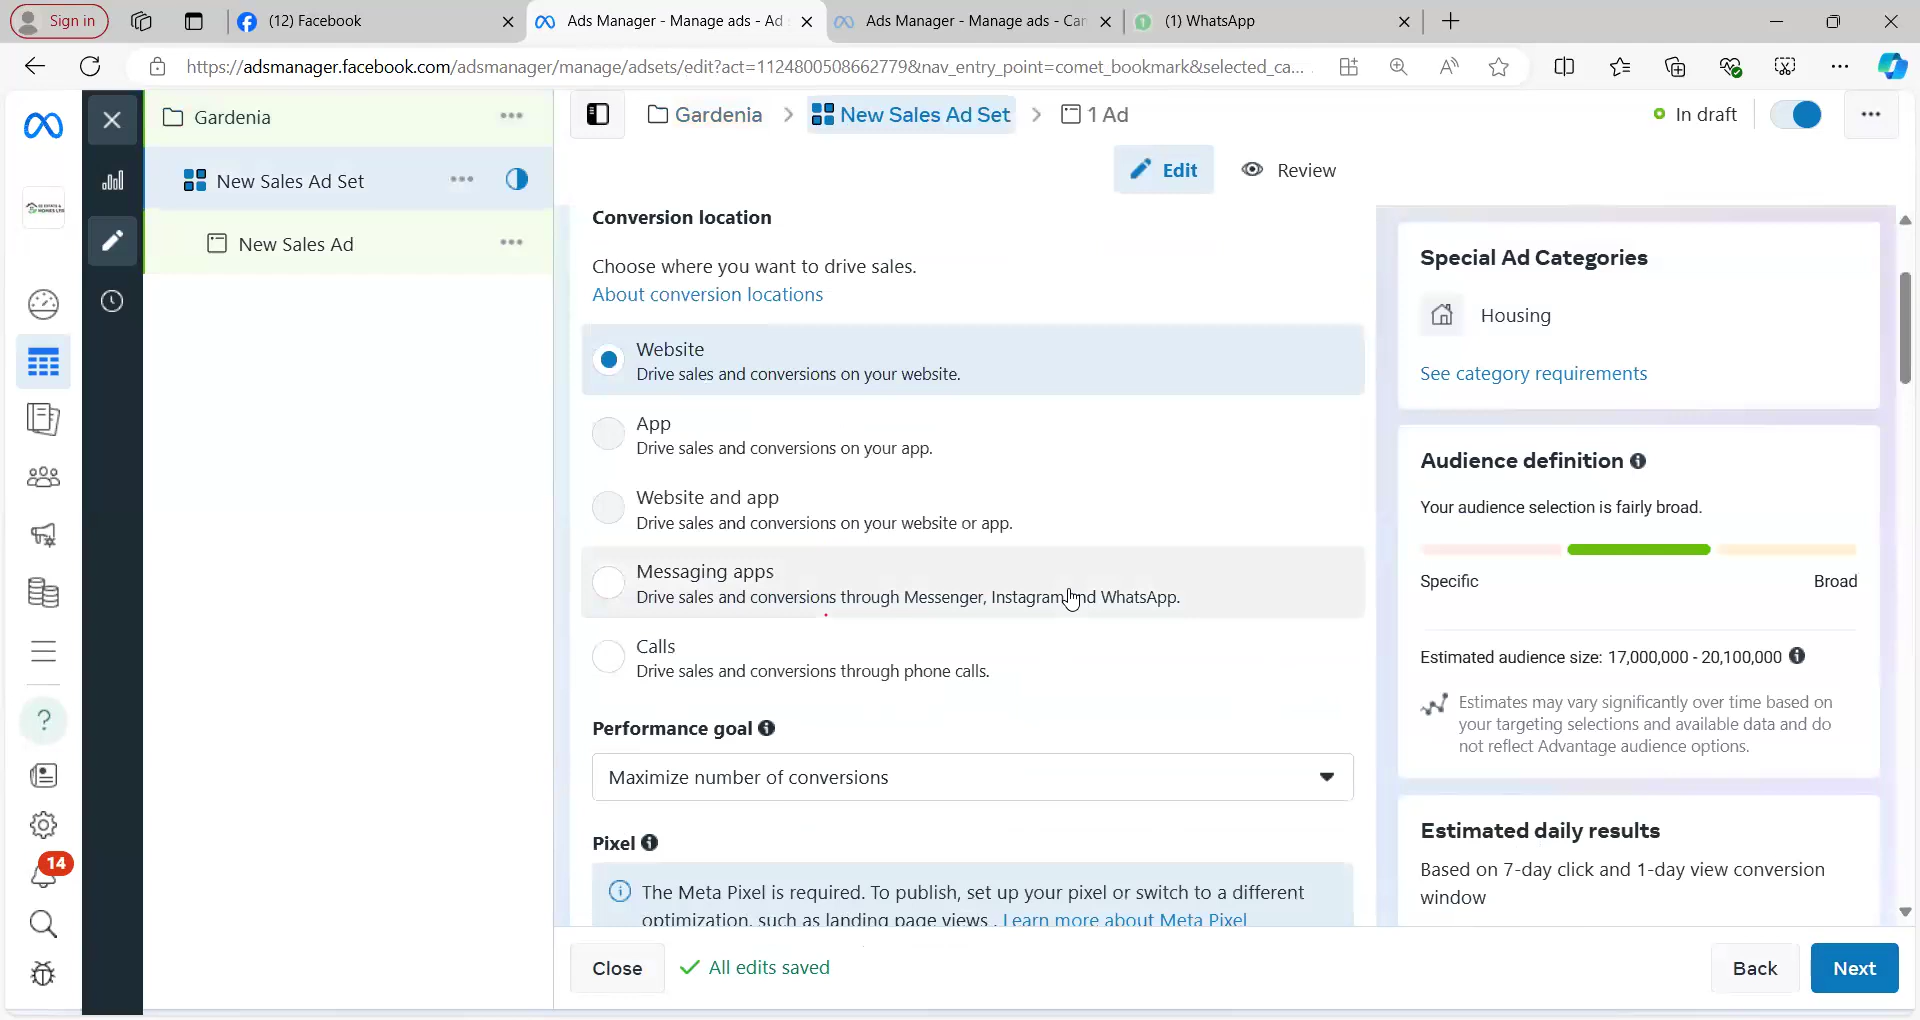 Sign in
(12) Facebook
Ads Manager - Manage ads - Ad
Ads Manager - Manage ads - Car
(1) WhatsApp
https://adsmanager.facebook.com/adsmanager/manage/adsets/edit?act=1124800508662779&nav_entry_point=comet_bookmark&selected_ca...
Gardenia
New Sales Ad Set
New Sales Ad
14
Gardenia
New Sales Ad Set
1 Ad
In draft
Edit
Review
Conversion location
Choose where you want to drive sales.
About conversion locations
Website
Drive sales and conversions on your website.
App
Drive sales and conversions on your app.
Website and app
Drive sales and conversions on your website or app.
Messaging apps
Drive sales and conversions through Messenger, Instagram and WhatsApp.
Calls
Drive sales and conversions through phone calls.
Performance goal
Maximize number of conversions
Pixel
The Meta Pixel is required. To publish, set up your pixel or switch to a different
optimization, such as landing page views . Learn more about Meta Pixel
Special Ad Categories
Housing
See category requirements
Audience definition
Your audience selection is fairly broad.
Specific
Broad
Estimated audience size: 17,000,000 - 20,100,000
Estimates may vary significantly over time based on
your targeting selections and available data and do
not reflect Advantage audience options.
Estimated daily results
Based on 7-day click and 1-day view conversion
window
Close
All edits saved
Back
Next